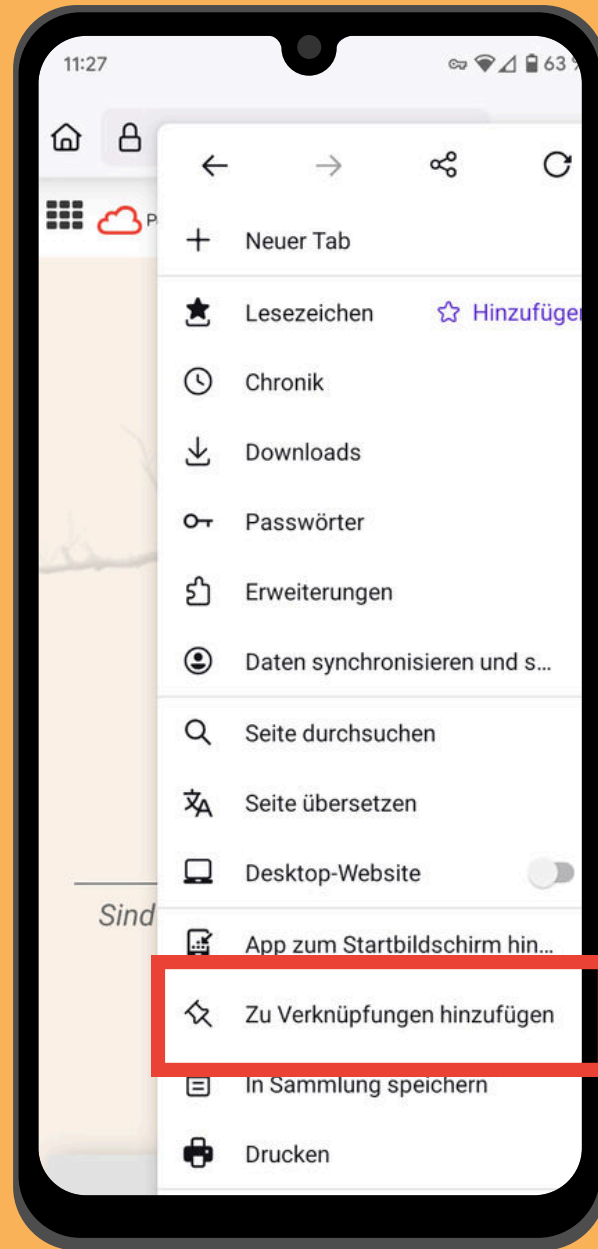 11:27
63 %
P
Neuer Tab
Lesezeichen Hinzufügen
Chronik
Downloads
Passwörter
Erweiterungen
Daten synchronisieren und s...
Seite durchsuchen
Seite übersetzen
Desktop-Website
Sind
App zum Startbildschirm hin...
Zu Verknüpfungen hinzufügen
In Sammlung speichern
Drucken